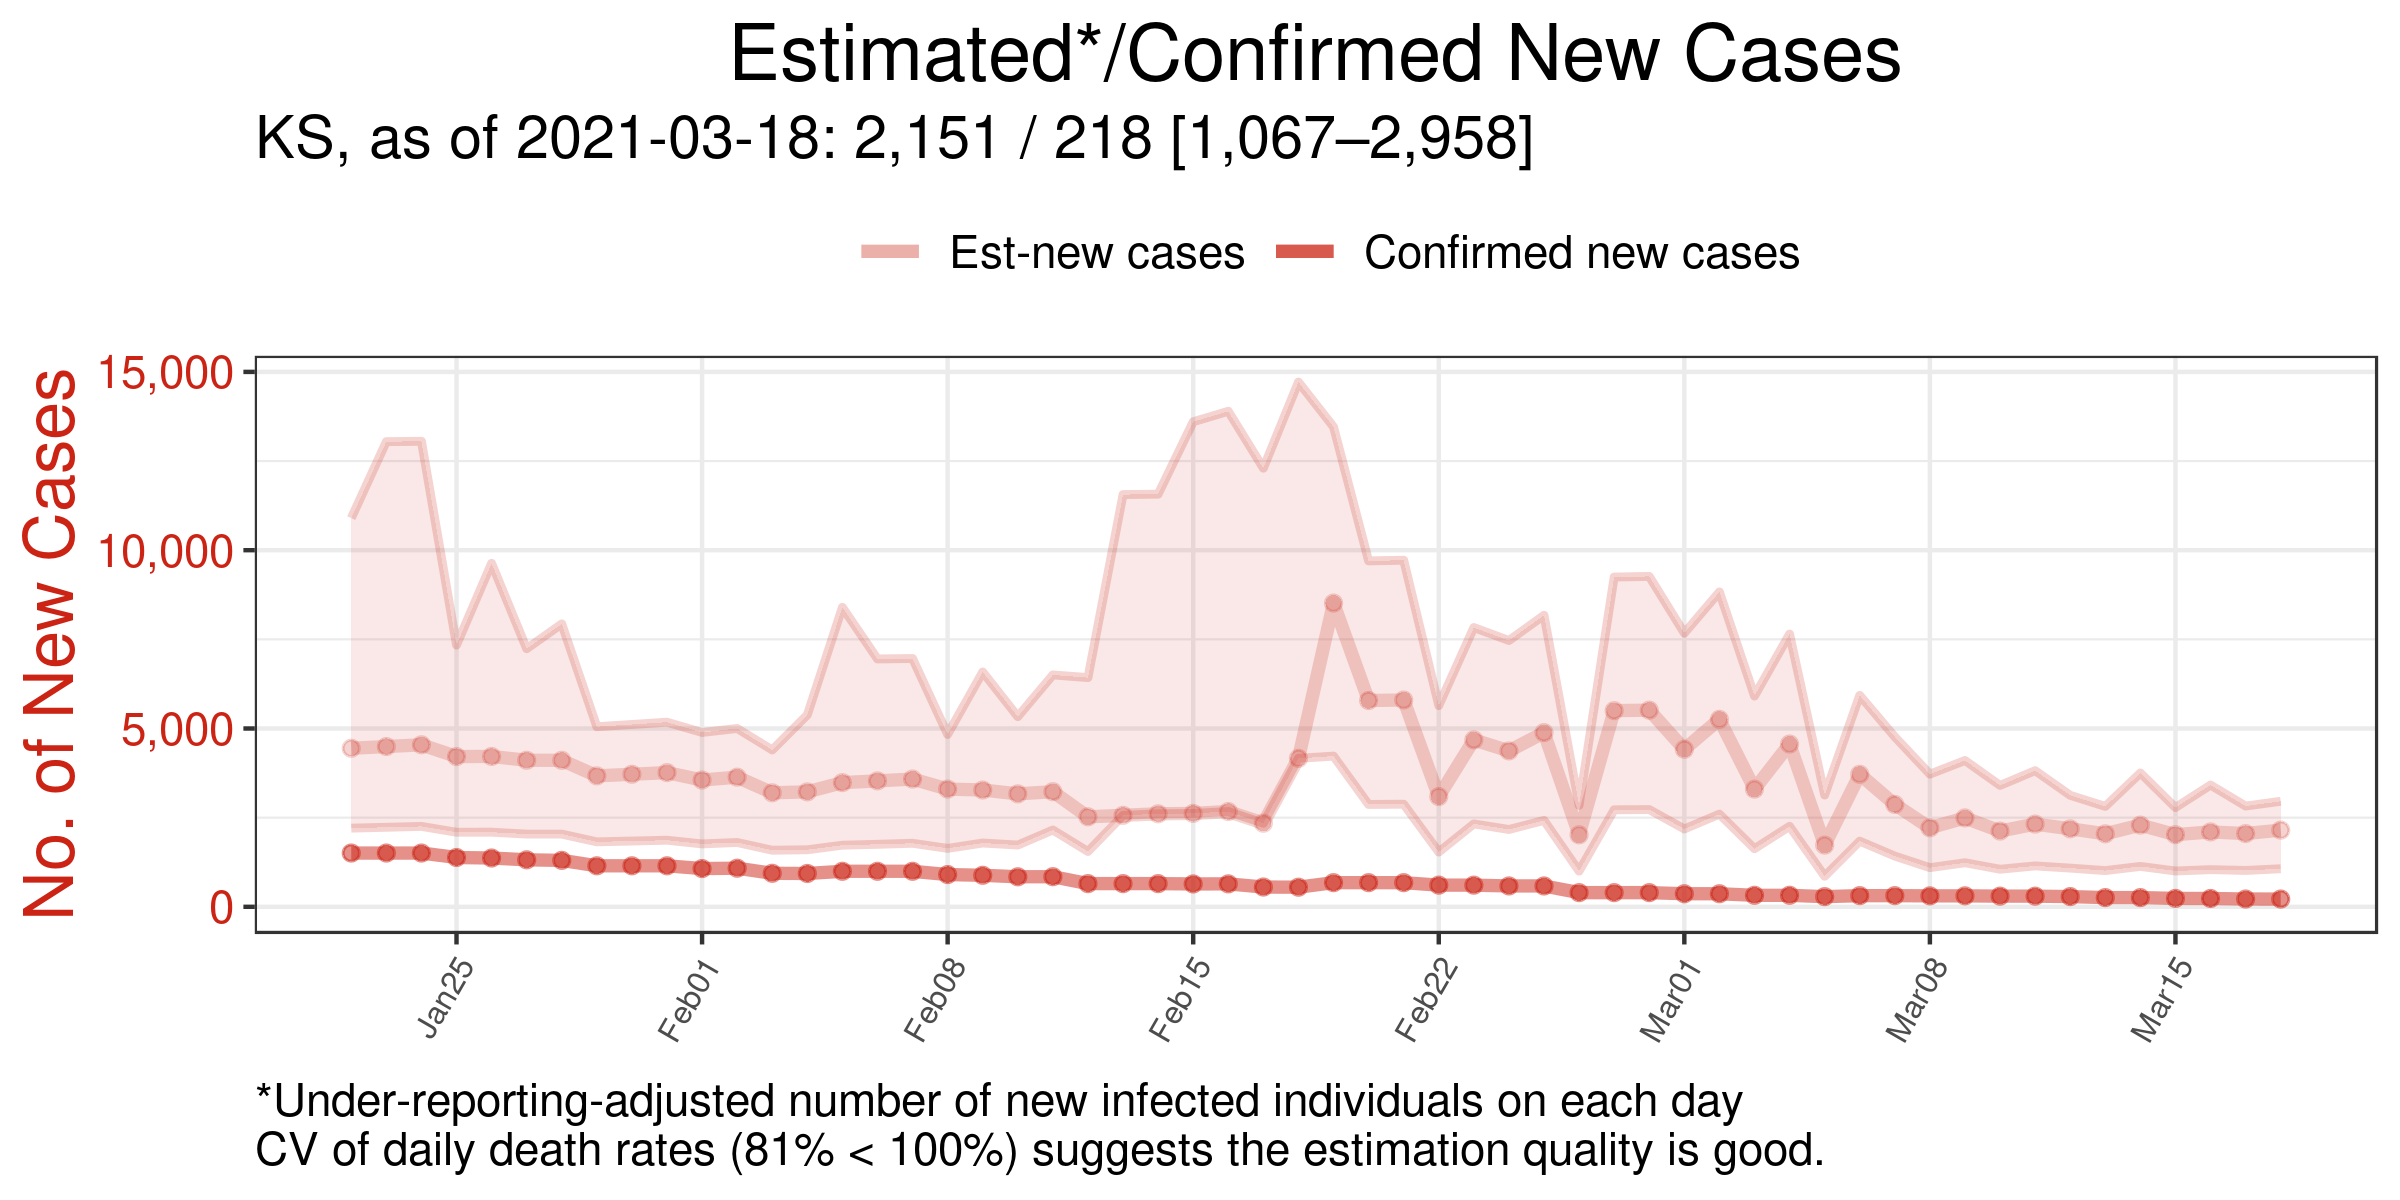 Estimated*/Confirmed New Cases
KS, as of 2021-03-18: 2,151 / 218 [1,067–2,958]
Est-new cases
Confirmed new cases
No. of New Cases
15,000
10,000
5,000
0
Jan25
Feb01
Feb08
Feb15
Feb22
Mar01
Mar08
Mar15
*Under-reporting-adjusted number of new infected individuals on each day
CV of daily death rates (81% < 100%) suggests the estimation quality is good.